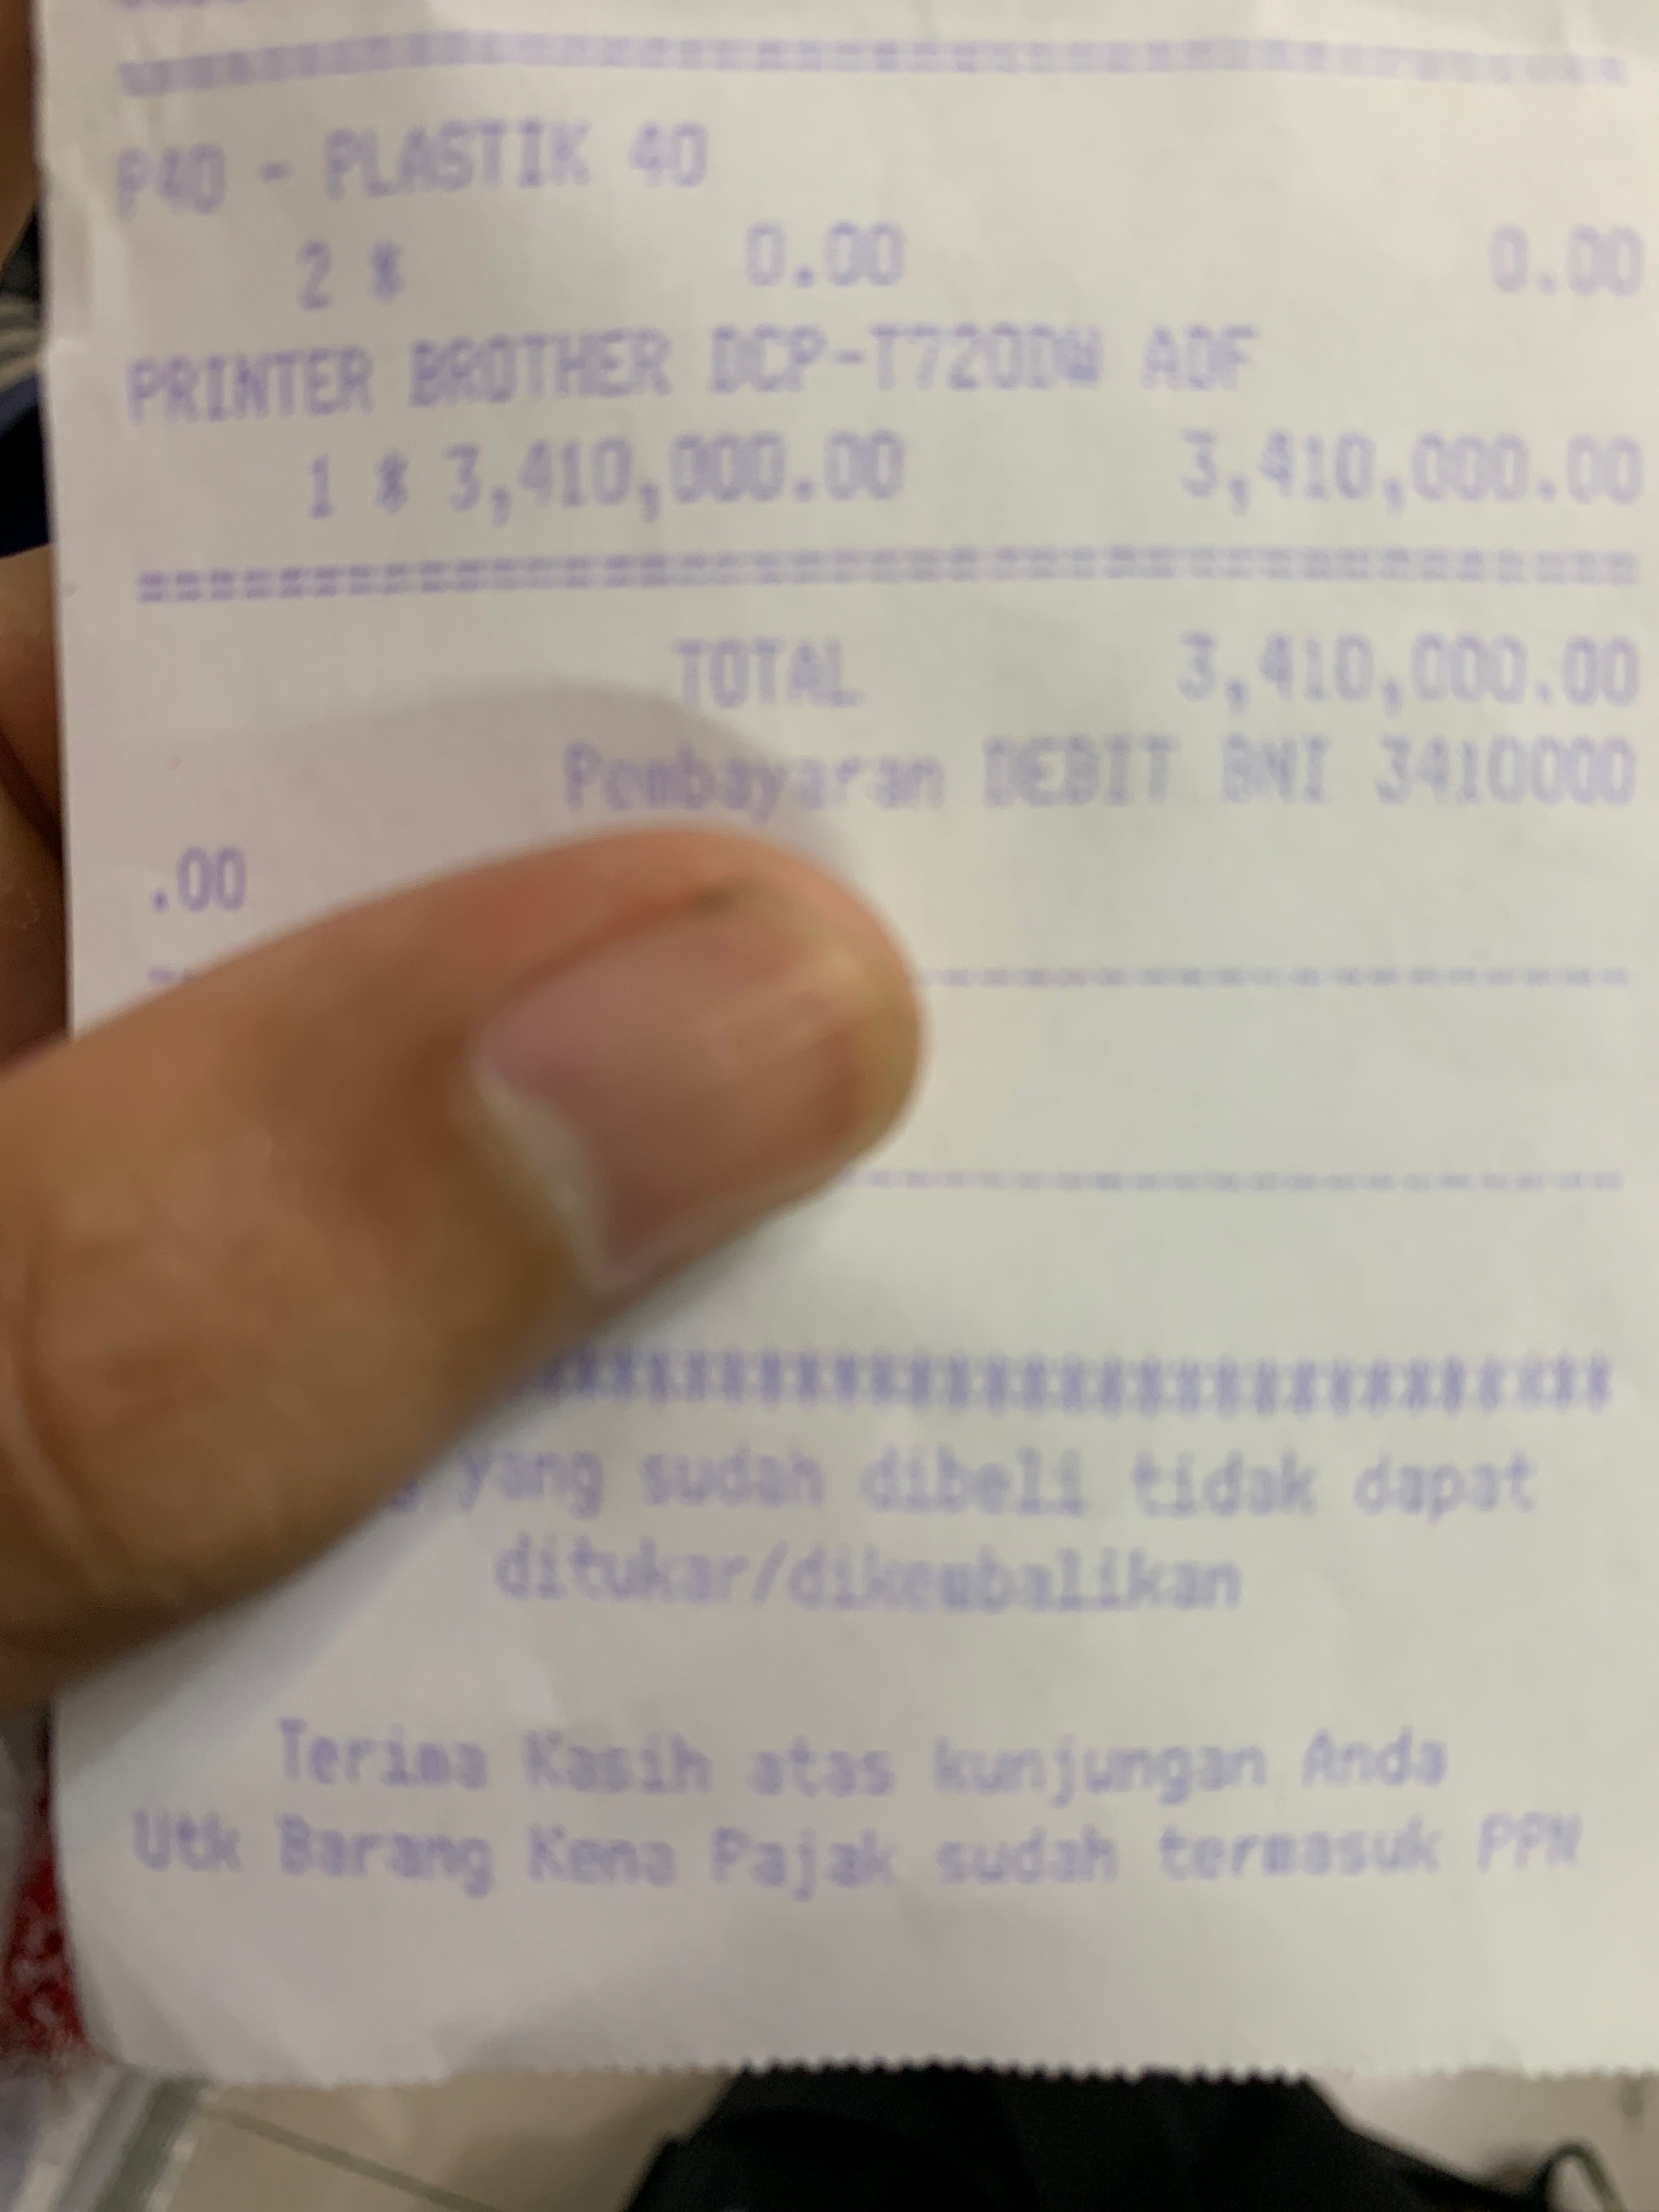 P40 - PLASTIK 40
2 * 0.00 0.00
PRINTER BROTHER DCP-T720DW ADF
1 * 3,410,000.00 3,410,000.00
TOTAL 3,410,000.00
Pembayaran DEBIT BNI 3410000
.00
yang sudah dibeli tidak dapat
ditukar/dikembalikan
Terima Kasih atas kunjungan Anda
Utk Barang Kena Pajak sudah termasuk PPN